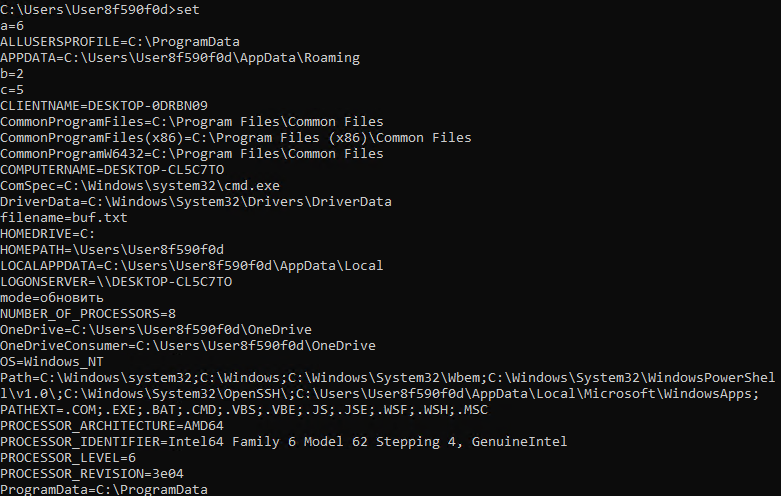 C:\Users\User8f590f0d>set
a=6
ALLUSERSPROFILE=C:\ProgramData
APPDATA=C:\Users\User8f590f0d\AppData\Roaming
b=2
c=5
CLIENTNAME=DESKTOP-0DRBN09
CommonProgramFiles=C:\Program Files\Common Files
CommonProgramFiles(x86)=C:\Program Files (x86)\Common Files
CommonProgramW6432=C:\Program Files\Common Files
COMPUTERNAME=DESKTOP-CL5C7TO
ComSpec=C:\Windows\system32\cmd.exe
DriverData=C:\Windows\System32\Drivers\DriverData
filename=buf.txt
HOMEDRIVE=C:
HOMEPATH=\Users\User8f590f0d
LOCALAPPDATA=C:\Users\User8f590f0d\AppData\Local
LOGONSERVER=\\DESKTOP-CL5C7TO
mode=обновить
NUMBER_OF_PROCESSORS=8
OneDrive=C:\Users\User8f590f0d\OneDrive
OneDriveConsumer=C:\Users\User8f590f0d\OneDrive
OS=Windows_NT
Path=C:\Windows\system32;C:\Windows;C:\Windows\System32\Wbem;C:\Windows\System32\WindowsPowerShel
l\v1.0\;C:\Windows\System32\OpenSSH\;C:\Users\User8f590f0d\AppData\Local\Microsoft\WindowsApps;
PATHEXT=.COM;.EXE;.BAT;.CMD;.VBS;.VBE;.JS;.JSE;.WSF;.WSH;.MSC
PROCESSOR_ARCHITECTURE=AMD64
PROCESSOR_IDENTIFIER=Intel64 Family 6 Model 62 Stepping 4, GenuineIntel
PROCESSOR_LEVEL=6
PROCESSOR_REVISION=3e04
ProgramData=C:\ProgramData